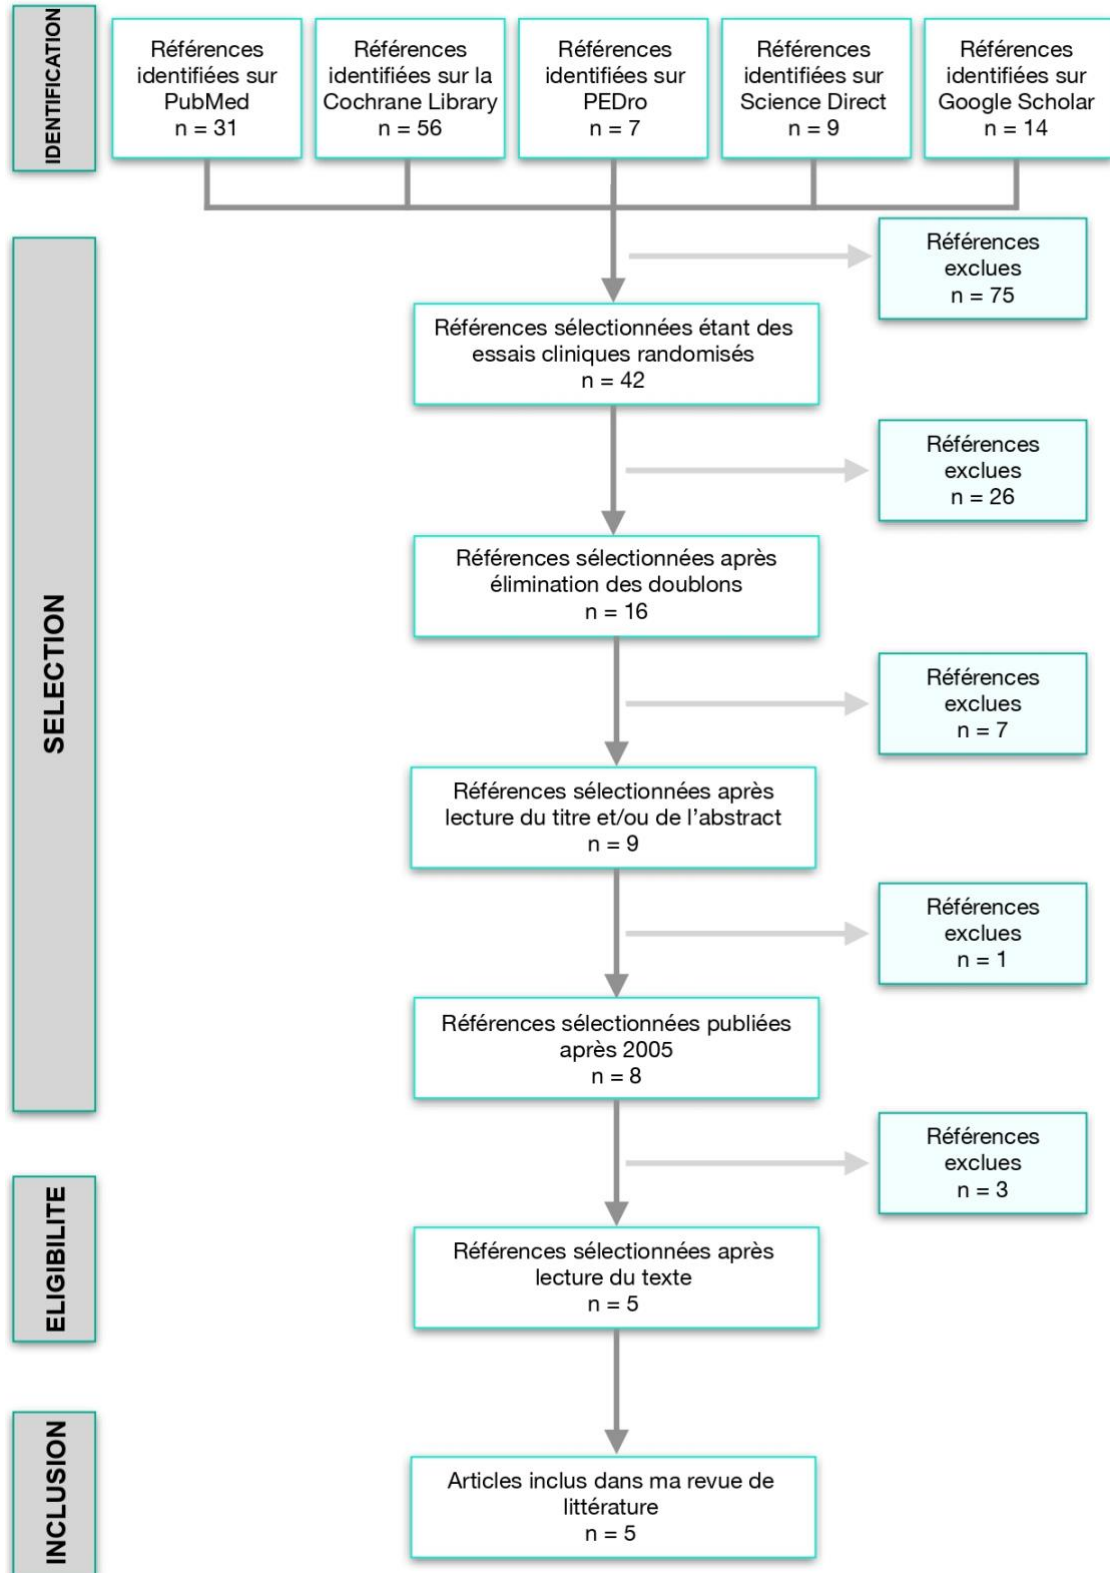 IDENTIFICATION
Références
identifiées sur
PubMed
n = 31
Références
identifiées sur la
Cochrane Library
n = 56
Références
identifiées sur
PEDro
n = 7
Références
identifiées sur
Science Direct
n = 9
Références
identifiées sur
Google Scholar
n = 14
SELECTION
Références
exclues
n = 75
Références sélectionnées étant des
essais cliniques randomisés
n = 42
Références
exclues
n = 26
Références sélectionnées après
élimination des doublons
n = 16
Références
exclues
n = 7
Références sélectionnées après
lecture du titre et/ou de l'abstract
n = 9
Références
exclues
n = 1
Références sélectionnées publiées
après 2005
n = 8
Références
exclues
n = 3
ELIGIBILITE
Références sélectionnées après
lecture du texte
n = 5
INCLUSION
Articles inclus dans ma revue de
littérature
n = 5